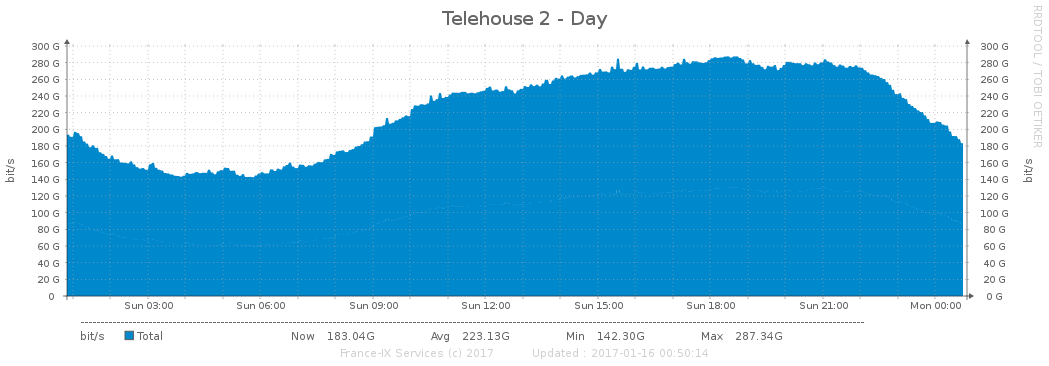 Telehouse 2 - Day
RRDTOOL / TOBI OETIKER
bit/s
300 G 300 G
280 G 280 G
260 G 260 G
240 G 240 G
220 G 220 G
200 G 200 G
180 G 180 G
160 G 160 G
140 G 140 G
120 G 120 G
100 G 100 G
80 G 80 G
60 G 60 G
40 G 40 G
20 G 20 G
0 0 G
bit/s
Sun 03:00 Sun 06:00 Sun 09:00 Sun 12:00 Sun 15:00 Sun 18:00 Sun 21:00 Mon 00:00
bit/s Total Now 183.04G Avg 223.13G Min 142.30G Max 287.34G
France-IX Services (c) 2017 Updated : 2017-01-16 00:50:14